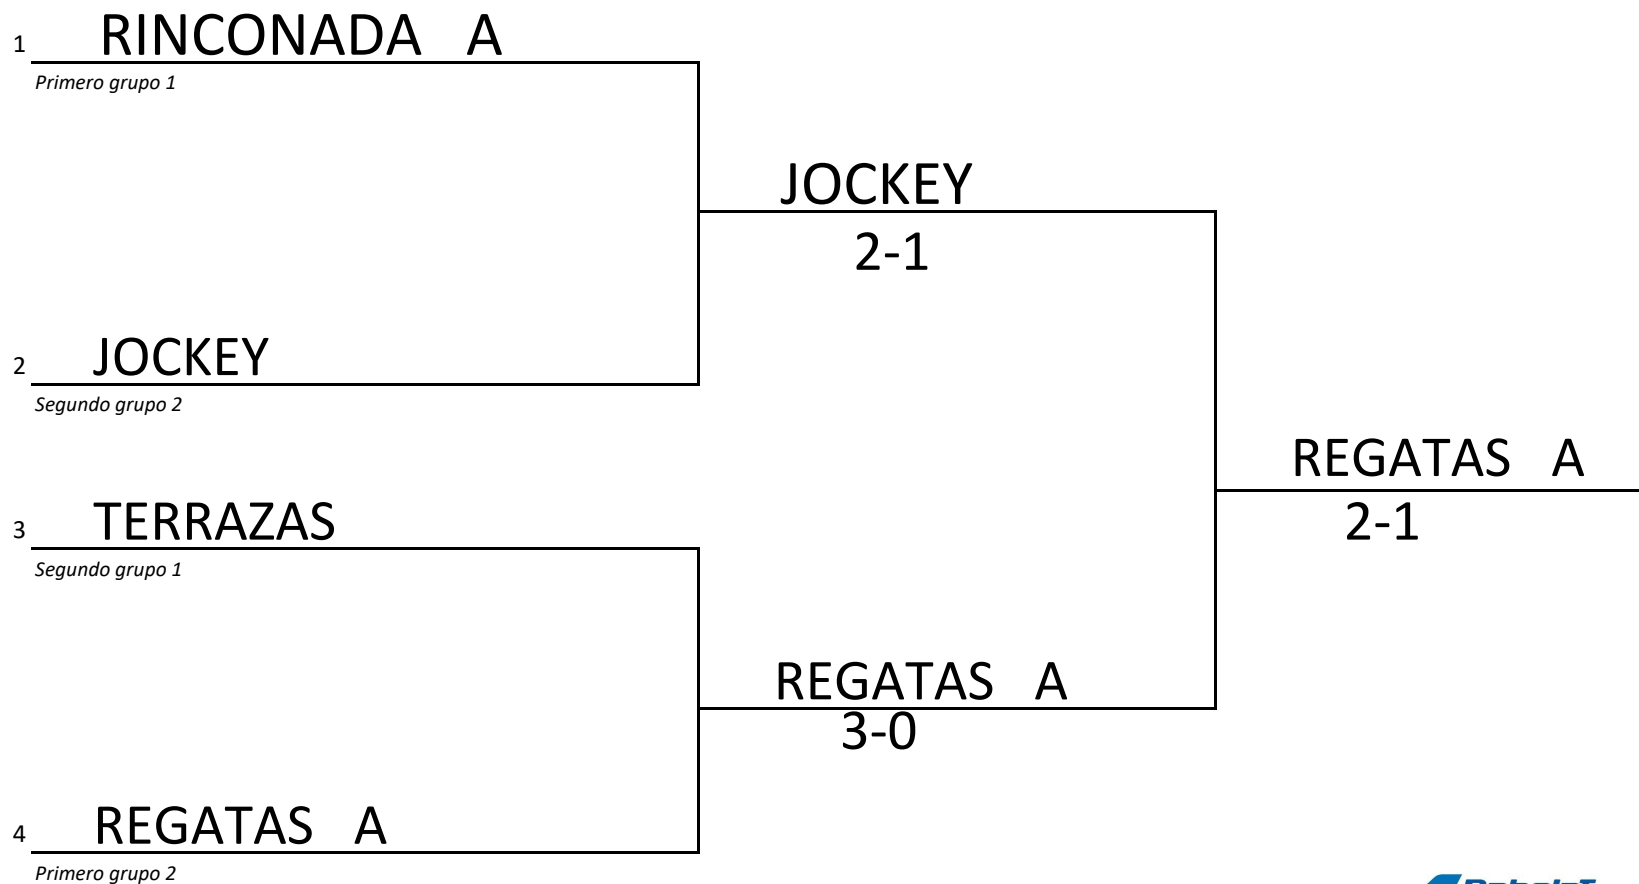 1 RINCONADA A
Primero grupo 1
JOCKEY
2-1
2 JOCKEY
Segundo grupo 2
REGATAS A
2-1
3 TERRAZAS
Segundo grupo 1
REGATAS A
3-0
4 REGATAS A
Primero grupo 2